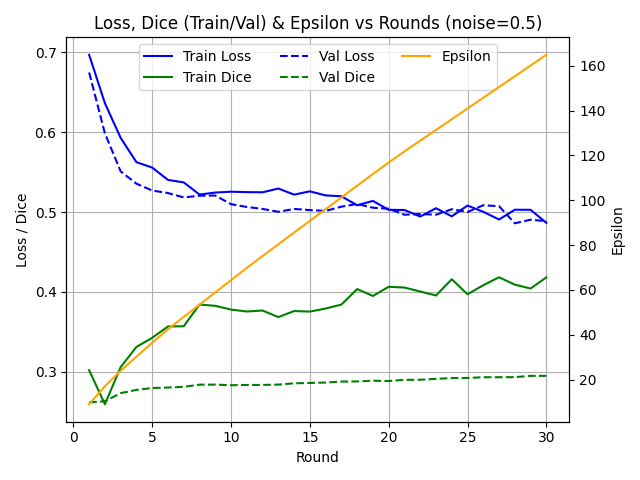 Loss, Dice (Train/Val) & Epsilon vs Rounds (noise=0.5)
Train Loss
Train Dice
Val Loss
Val Dice
Epsilon
Loss / Dice
0.7
0.6
0.5
0.4
0.3
160
140
120
100
80
60
40
20
Epsilon
0 5 10 15 20 25 30
Round